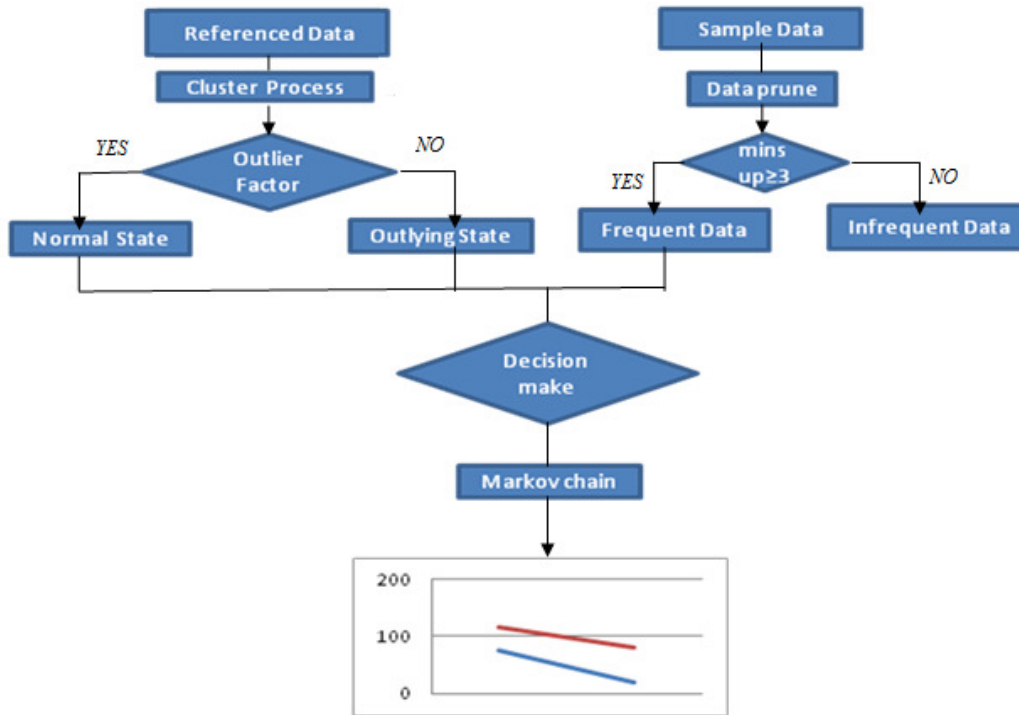 Referenced Data
Sample Data
Cluster Process
Data prune
YES
Outlier
Factor
NO
mins
up≥3
YES
NO
Normal State
Outlying State
Frequent Data
Infrequent Data
Decision
make
Markov chain
200
100
0